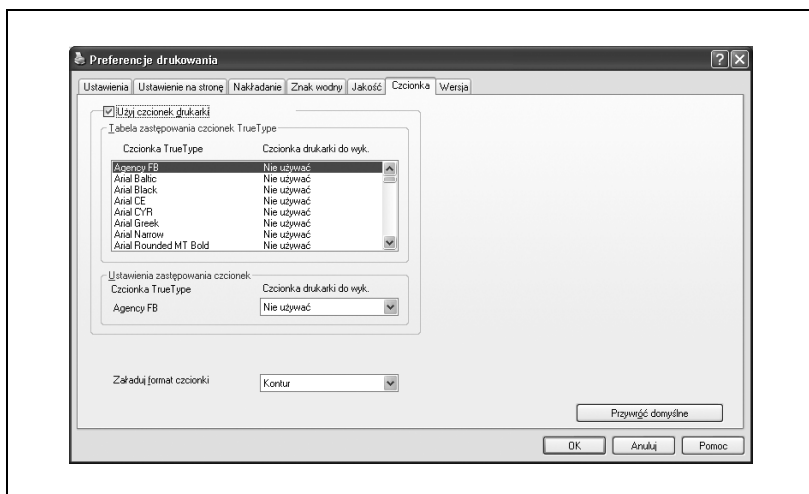 Preferencje drukowania
Ustawienia Ustawienie na stronę Nakładanie Znak wodny Jakość Czcionka Wersja
Użyj czcionek drukarki
Tabela zastępowania czcionek TrueType
Czcionka TrueType Czcionka drukarki do wyk.
Agency FB Nie używać
Arial Baltic Nie używać
Arial Black Nie używać
Arial CE Nie używać
Arial CYR Nie używać
Arial Greek Nie używać
Arial Narrow Nie używać
Arial Rounded MT Bold Nie używać
Ustawienia zastępowania czcionek
Czcionka TrueType Czcionka drukarki do wyk.
Agency FB Nie używać
Załaduj format czcionki Kontur
Przywróć domyślne
OK Anuluj Pomoc